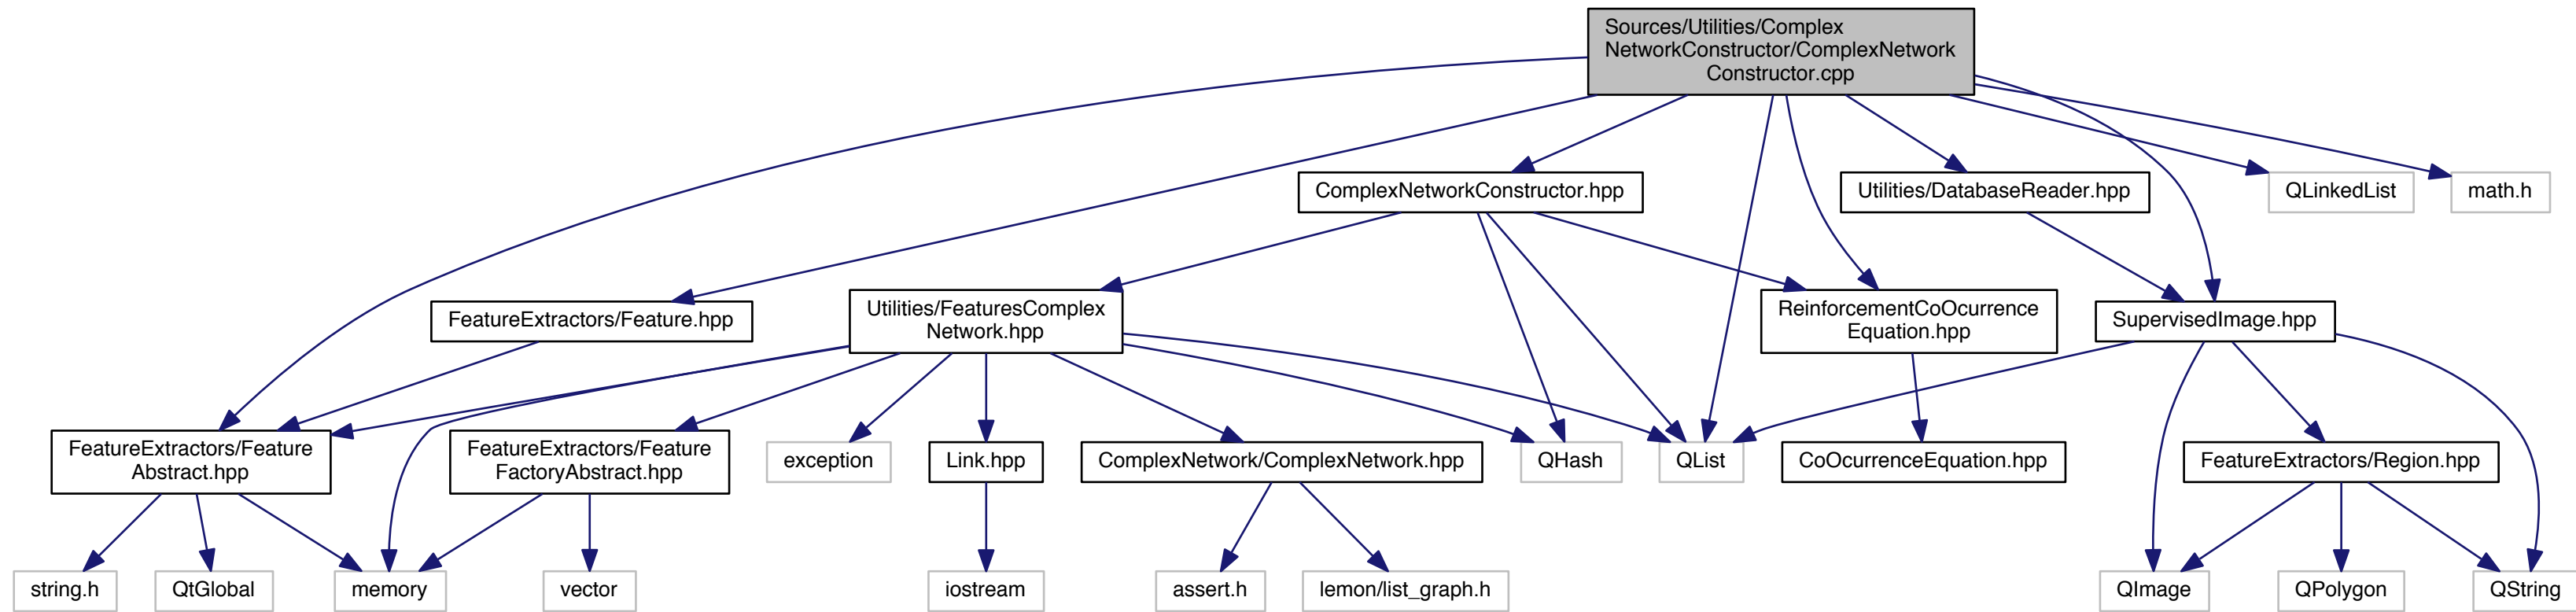 Sources/Utilities/Complex
NetworkConstructor/ComplexNetwork
Constructor.cpp
ComplexNetworkConstructor.hpp
Utilities/DatabaseReader.hpp
QLinkedList
math.h
FeatureExtractors/Feature.hpp
Utilities/FeaturesComplex
Network.hpp
ReinforcementCoOcurrence
Equation.hpp
SupervisedImage.hpp
FeatureExtractors/Feature
Abstract.hpp
FeatureExtractors/Feature
FactoryAbstract.hpp
exception
Link.hpp
ComplexNetwork/ComplexNetwork.hpp
QHash
QList
CoOcurrenceEquation.hpp
FeatureExtractors/Region.hpp
string.h
QtGlobal
memory
vector
iostream
assert.h
lemon/list_graph.h
QImage
QPolygon
QString